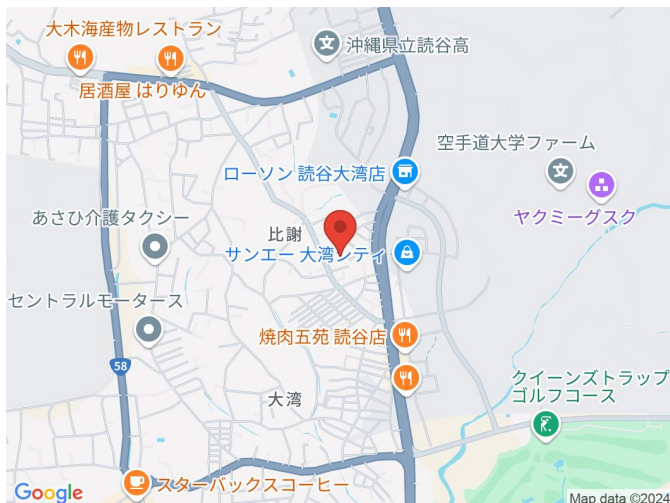 大木海産物レストラン
居酒屋 はりゆん
沖縄県立読谷高
ローソン 読谷大湾店
空手道大学ファーム
ヤクミーグスク
あさひ介護タクシー
比謝
サンエー 大湾シティ
セントラルモータース
焼肉五苑 読谷店
58
大湾
クイーンズトラップ
ゴルフコース
スターバックスコーヒー
Google
Map data ©2024